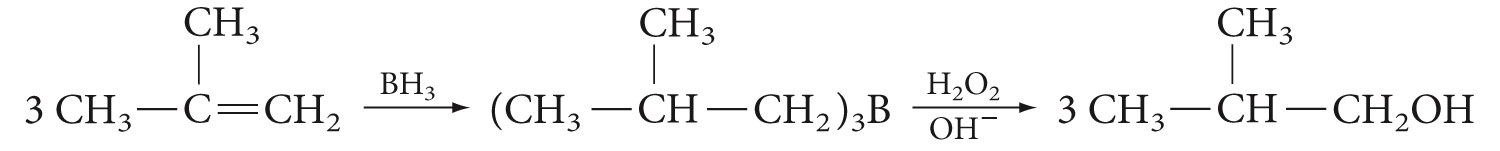 CH₃ CH₃ CH₃
3 CH₃—C=CH₂ BH₃ (CH₃—CH—CH₂)₃B H₂O₂ OH⁻ 3 CH₃—CH—CH₂OH